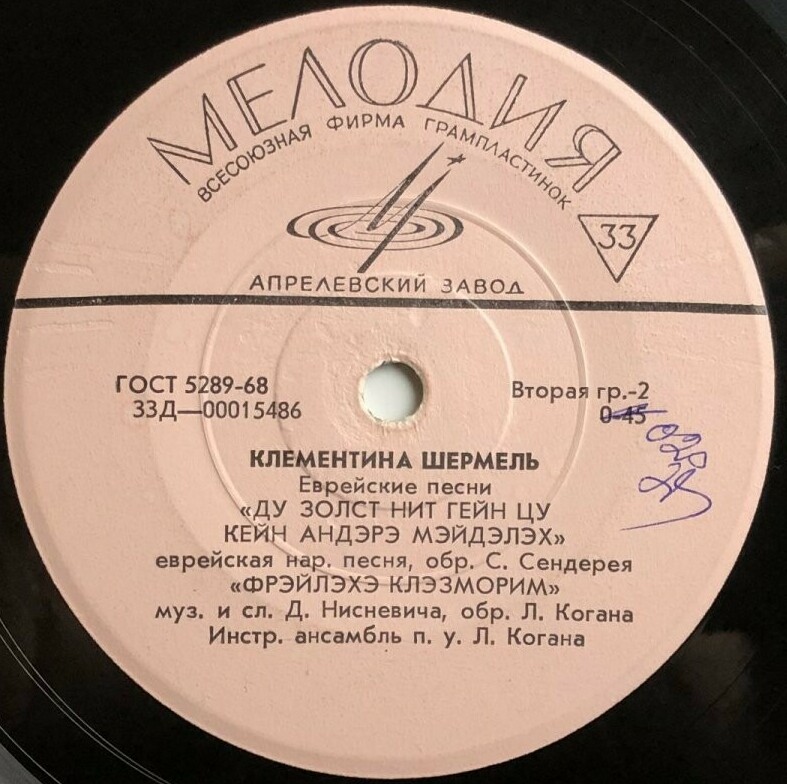 МЕЛОДИЯ
ВСЕСОЮЗНАЯ ФИРМА ГРАМПЛАСТИНОК
33
АПРЕЛЕВСКИЙ ЗАВОД
ГОСТ 5289-68
33Д—00015486
Вторая гр.-2
0-45
КЛЕМЕНТИНА ШЕРМЕЛЬ
Еврейские песни
«ДУ ЗОЛСТ НИТ ГЕЙН ЦУ
КЕЙН АНДЭРЭ МЭЙДЭЛЭХ»
еврейская нар. песня, обр. С. Сендерея
«ФРЭЙЛЭХЭ КЛЭЗМОРИМ»
муз. и сл. Д. Нисневича, обр. Л. Когана
Инстр. ансамбль п. у. Л. Когана